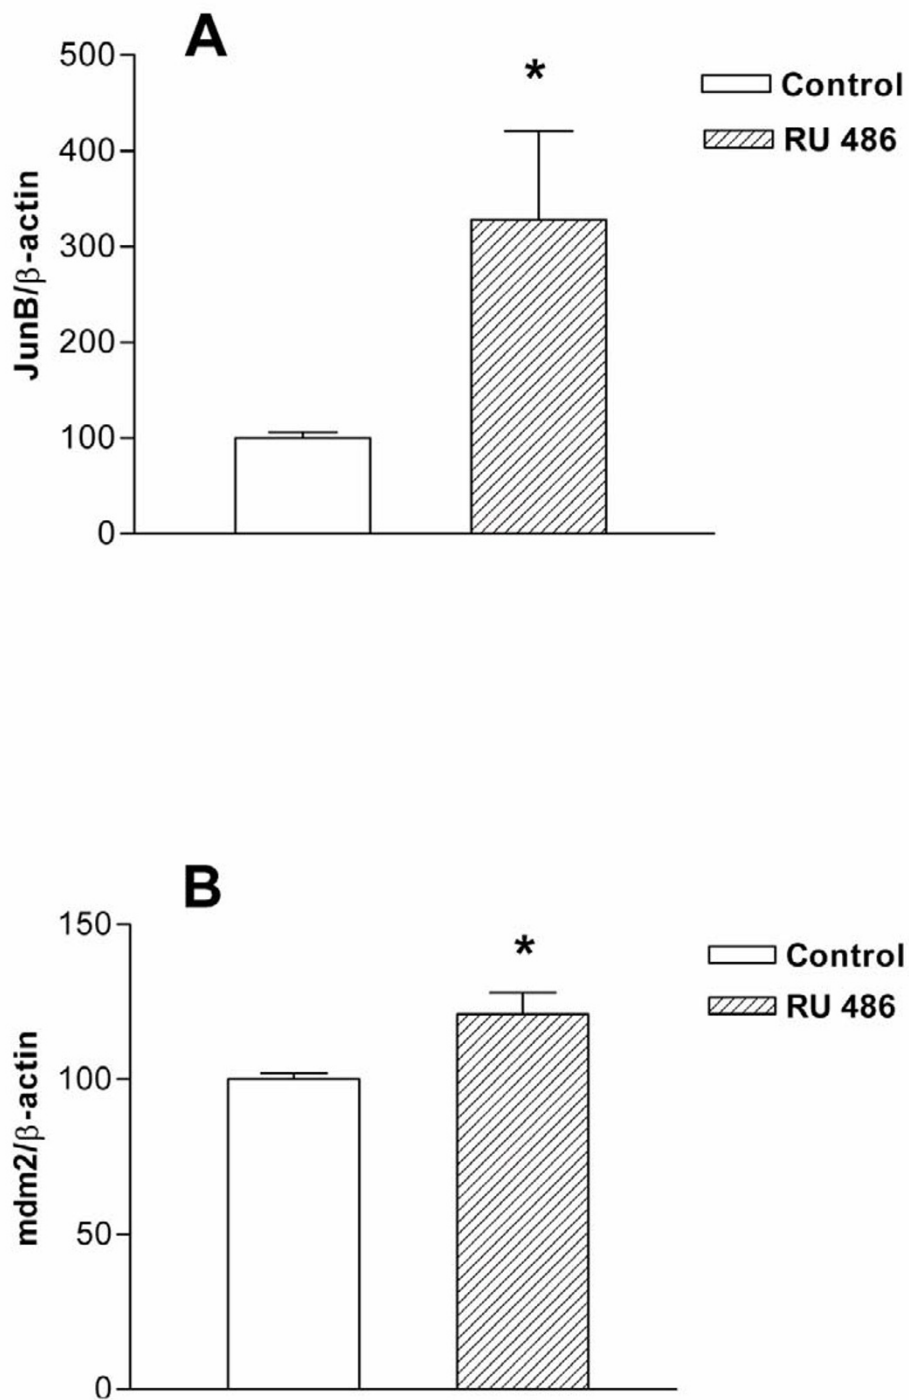 A
500
400
300
200
100
0
JunB/β-actin
*
Control
RU 486
B
150
100
50
0
mdm2/β-actin
*
Control
RU 486